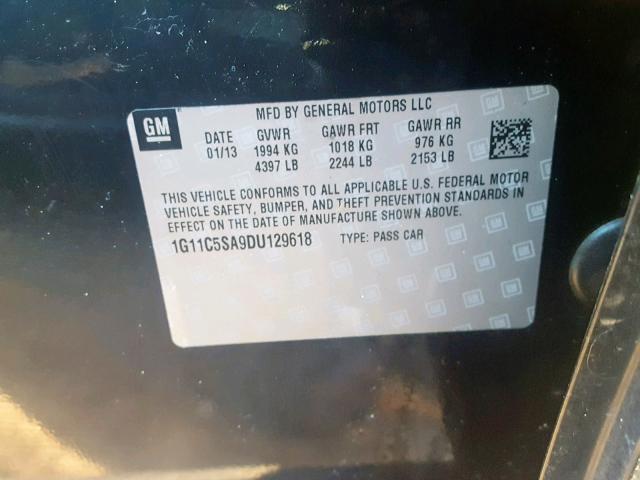 MFD BY GENERAL MOTORS LLC
GM
DATE GVWR GAWR FRT GAWR RR
01/13 1994 KG 1018 KG 976 KG
4397 LB 2244 LB 2153 LB
THIS VEHICLE CONFORMS TO ALL APPLICABLE U.S. FEDERAL MOTOR
VEHICLE SAFETY, BUMPER, AND THEFT PREVENTION STANDARDS IN
EFFECT ON THE DATE OF MANUFACTURE SHOWN ABOVE.
1G11C5SA9DU129618 TYPE: PASS CAR